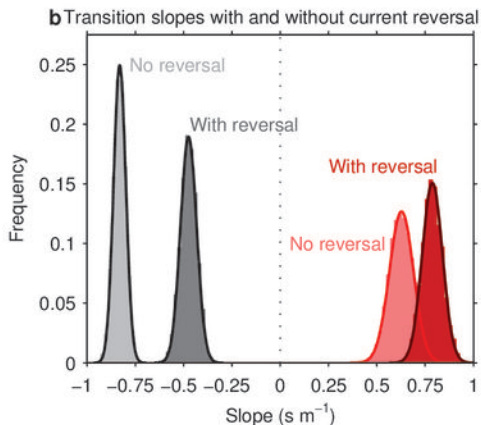 b Transition slopes with and without current reversal
0.25
0.2
0.15
0.1
0.05
0
Frequency
No reversal
With reversal
With reversal
No reversal
−1 −0.75 −0.5 −0.25 0 0.25 0.5 0.75 1
Slope (s m⁻¹)